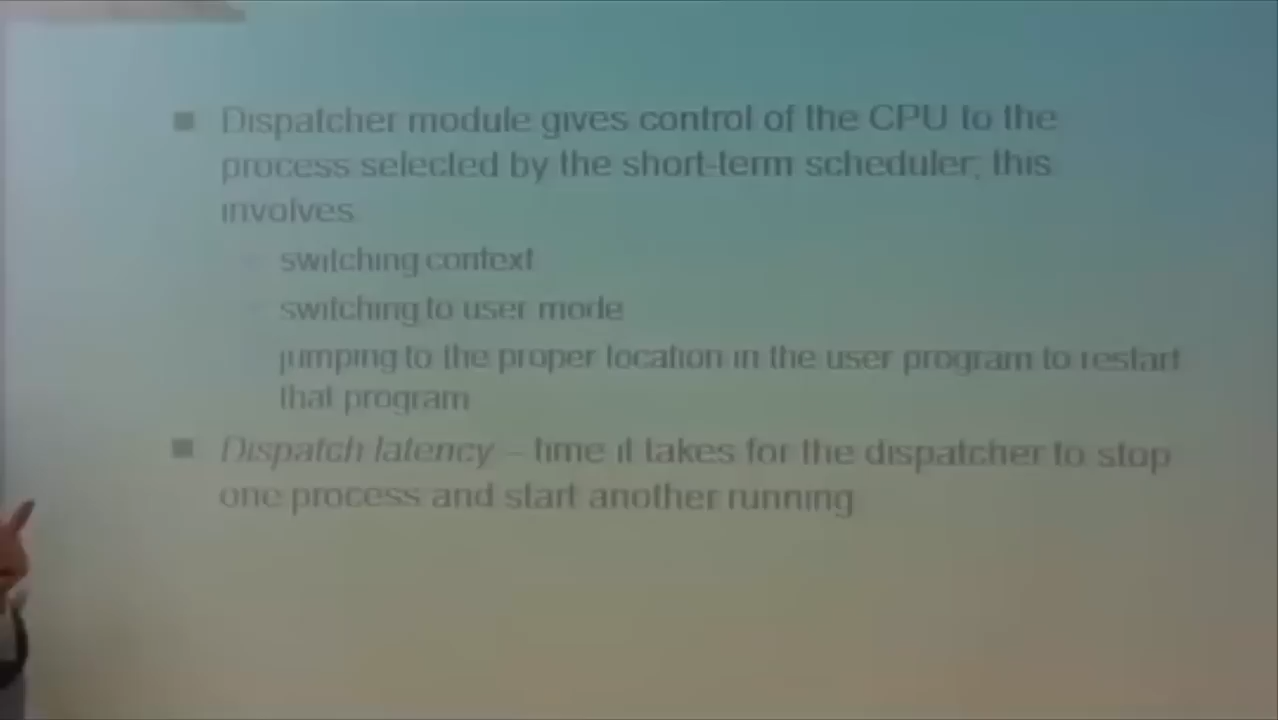 Dispatcher module gives control of the CPU to the
process selected by the short-term scheduler; this
involves
switching context
switching to user mode
jumping to the proper location in the user program to restart
that program
Dispatch latency – time it takes for the dispatcher to stop
one process and start another running